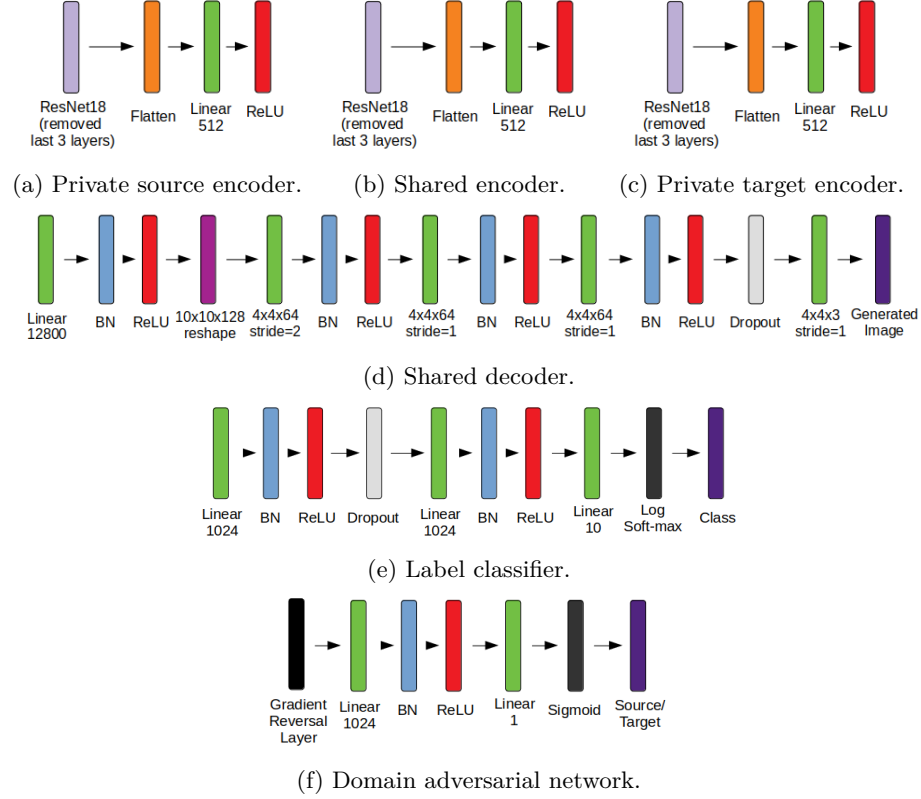 ResNet18
(removed
last 3 layers)
Flatten
Linear
512
ReLU
(a) Private source encoder.
ResNet18
(removed
last 3 layers)
Flatten
Linear
512
ReLU
(b) Shared encoder.
ResNet18
(removed
last 3 layers)
Flatten
Linear
512
ReLU
(c) Private target encoder.
Linear
12800
BN
ReLU
10x10x128
reshape
4x4x64
stride=2
BN
ReLU
4x4x64
stride=1
BN
ReLU
4x4x64
stride=1
BN
ReLU
Dropout
4x4x3
stride=1
Generated
Image
(d) Shared decoder.
Linear
1024
BN
ReLU
Dropout
Linear
1024
BN
ReLU
Linear
10
Log
Soft-max
Class
(e) Label classifier.
Gradient
Reversal
Layer
Linear
1024
BN
ReLU
Linear
1
Sigmoid
Source/
Target
(f) Domain adversarial network.